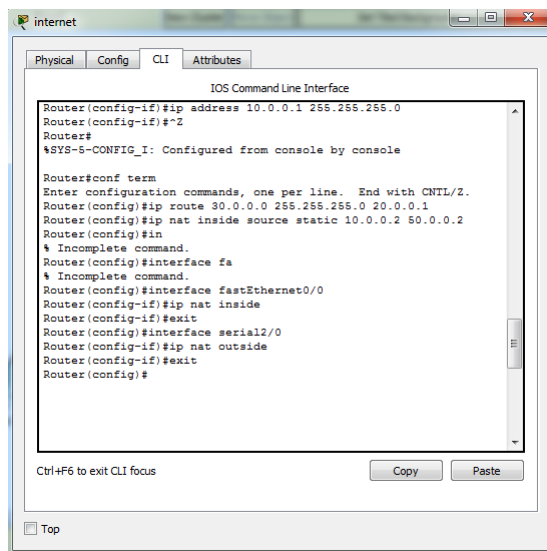 internet
Physical Config CLI Attributes
IOS Command Line Interface
Router(config-if)#ip address 10.0.0.1 255.255.255.0
Router(config-if)#^Z
Router#
%SYS-5-CONFIG_I: Configured from console by console
Router#conf term
Enter configuration commands, one per line. End with CNTL/Z.
Router(config)#ip route 30.0.0.0 255.255.255.0 20.0.0.1
Router(config)#ip nat inside source static 10.0.0.2 50.0.0.2
Router(config)#in
% Incomplete command.
Router(config)#interface fa
% Incomplete command.
Router(config)#interface fastEthernet0/0
Router(config-if)#ip nat inside
Router(config-if)#exit
Router(config)#interface serial2/0
Router(config-if)#ip nat outside
Router(config-if)#exit
Router(config)#
Ctrl+F6 to exit CLI focus
Copy Paste
Top